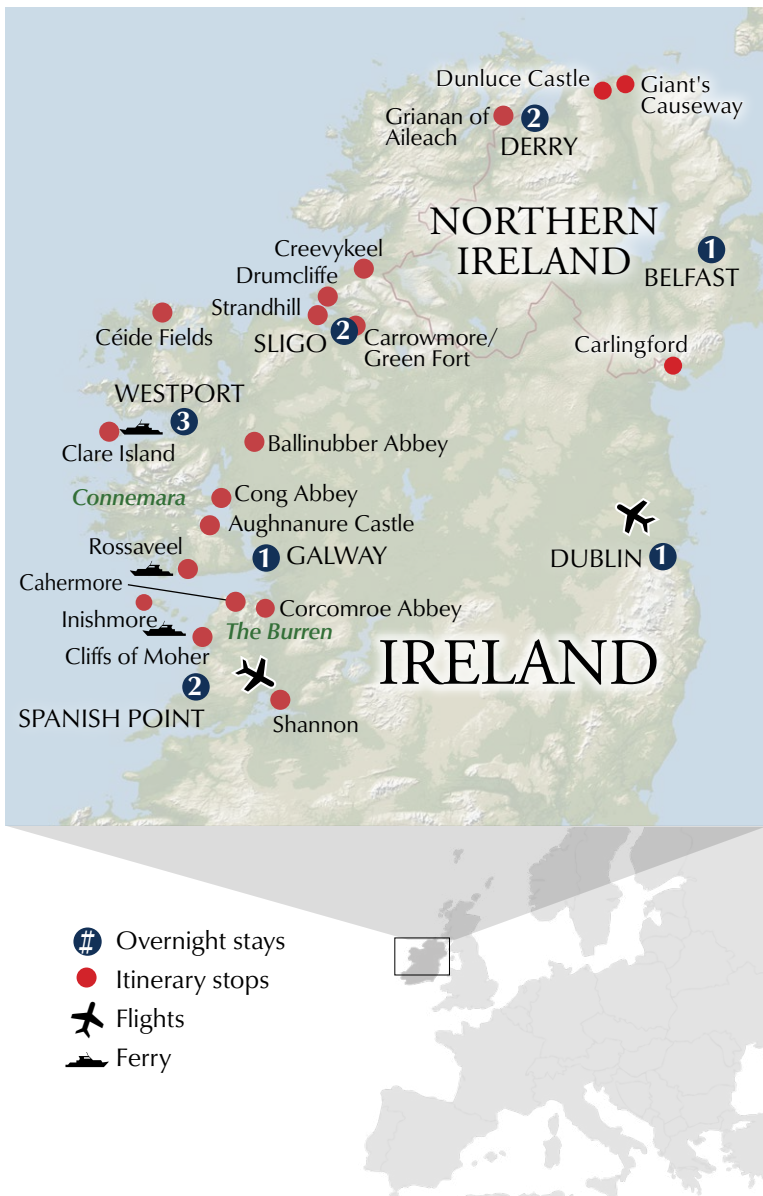 Dunluce Castle
Giant's
Causeway
Grianan of
Aileach
2
DERRY
NORTHERN
IRELAND
1
BELFAST
Creevykeel
Drumcliffe
Strandhill
Céide Fields
SLIGO
2
Carrowmore/
Green Fort
Carlingford
WESTPORT
3
Clare Island
Ballinubber Abbey
Connemara
Cong Abbey
Aughnanure Castle
Rossaveel
1
GALWAY
DUBLIN
1
Cahermore
Inishmore
Corcomroe Abbey
The Burren
Cliffs of Moher
IRELAND
2
SPANISH POINT
Shannon
# Overnight stays
Itinerary stops
Flights
Ferry